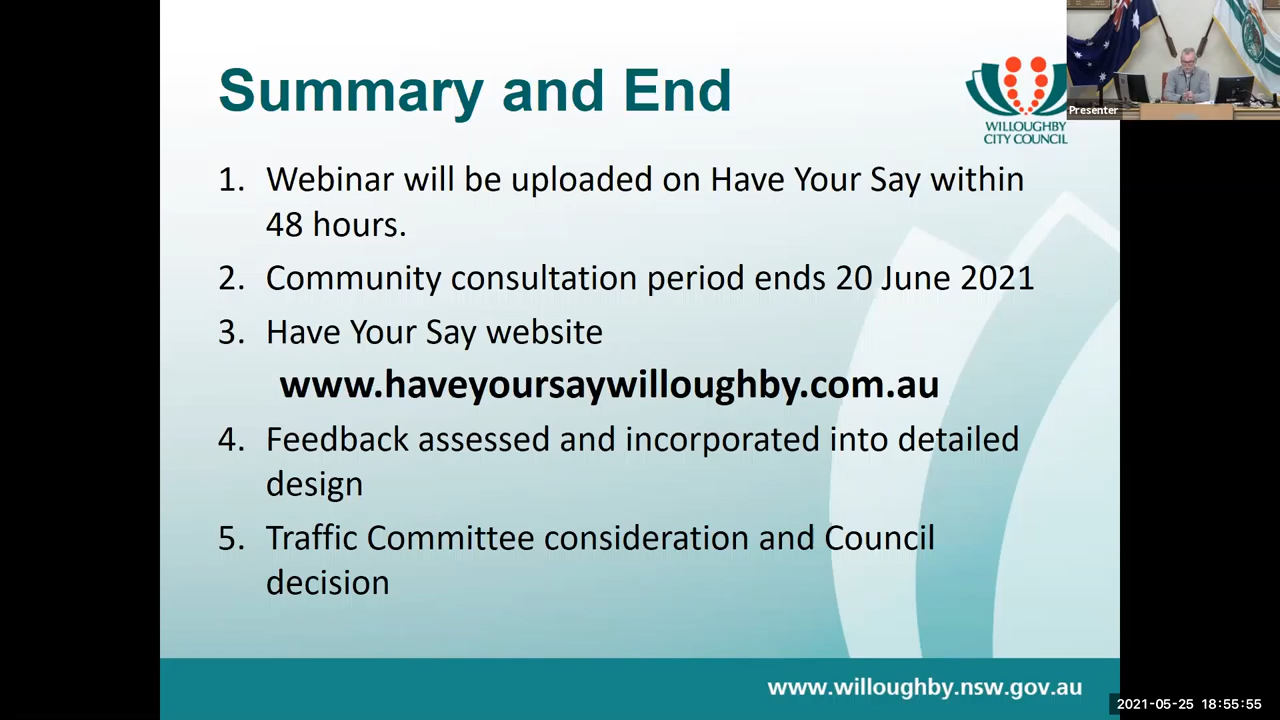 Summary and End
WILLOUGHBY
CITY COUNCIL
Presenter
1. Webinar will be uploaded on Have Your Say within
48 hours.
2. Community consultation period ends 20 June 2021
3. Have Your Say website
www.haveyoursaywilloughby.com.au
4. Feedback assessed and incorporated into detailed
design
5. Traffic Committee consideration and Council
decision
www.willoughby.nsw.gov.au
2021-05-25 18:55:55